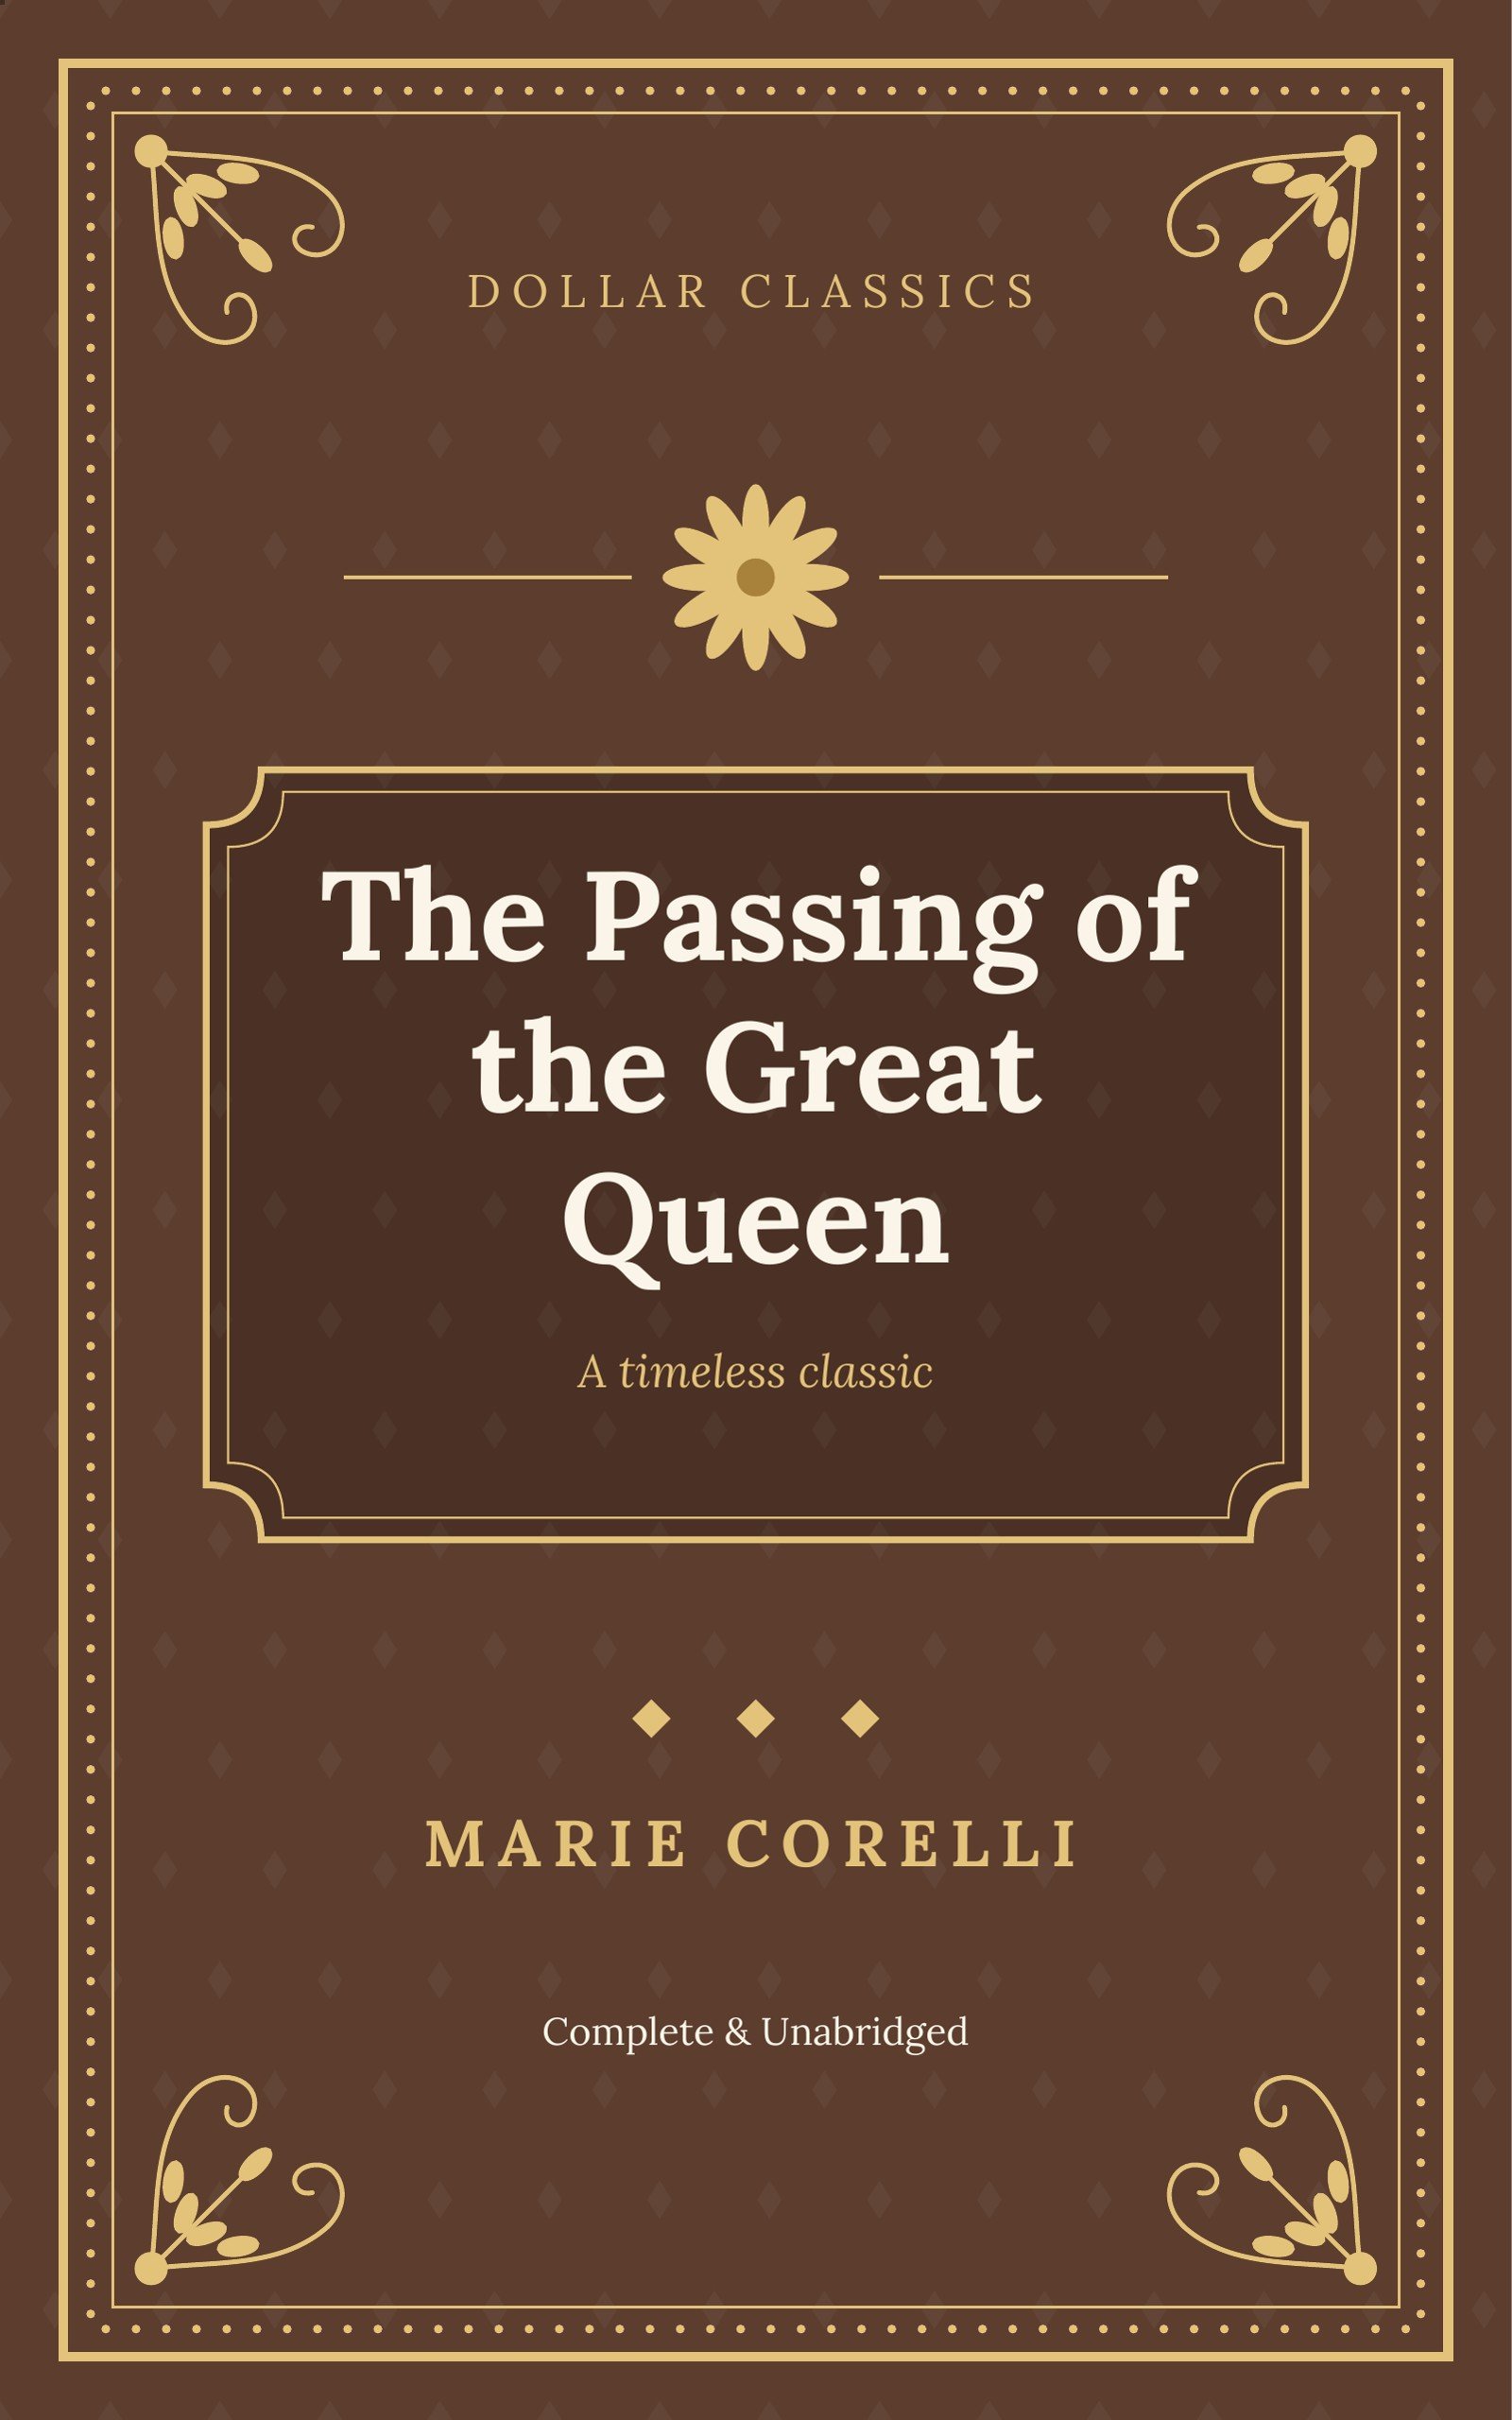 DOLLAR CLASSICS
The Passing of
the Great
Queen
A timeless classic
MARIE CORELLI
Complete & Unabridged